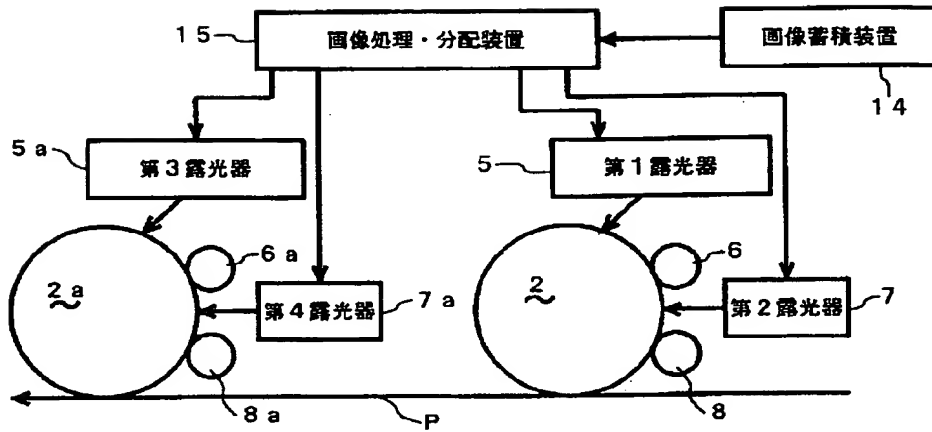 15
画像処理・分配装置
画像蓄積装置
14
5a
第3露光器
5
第1露光器
6a
6
2a
第4露光器
7a
2
第2露光器
7
8a
P
8